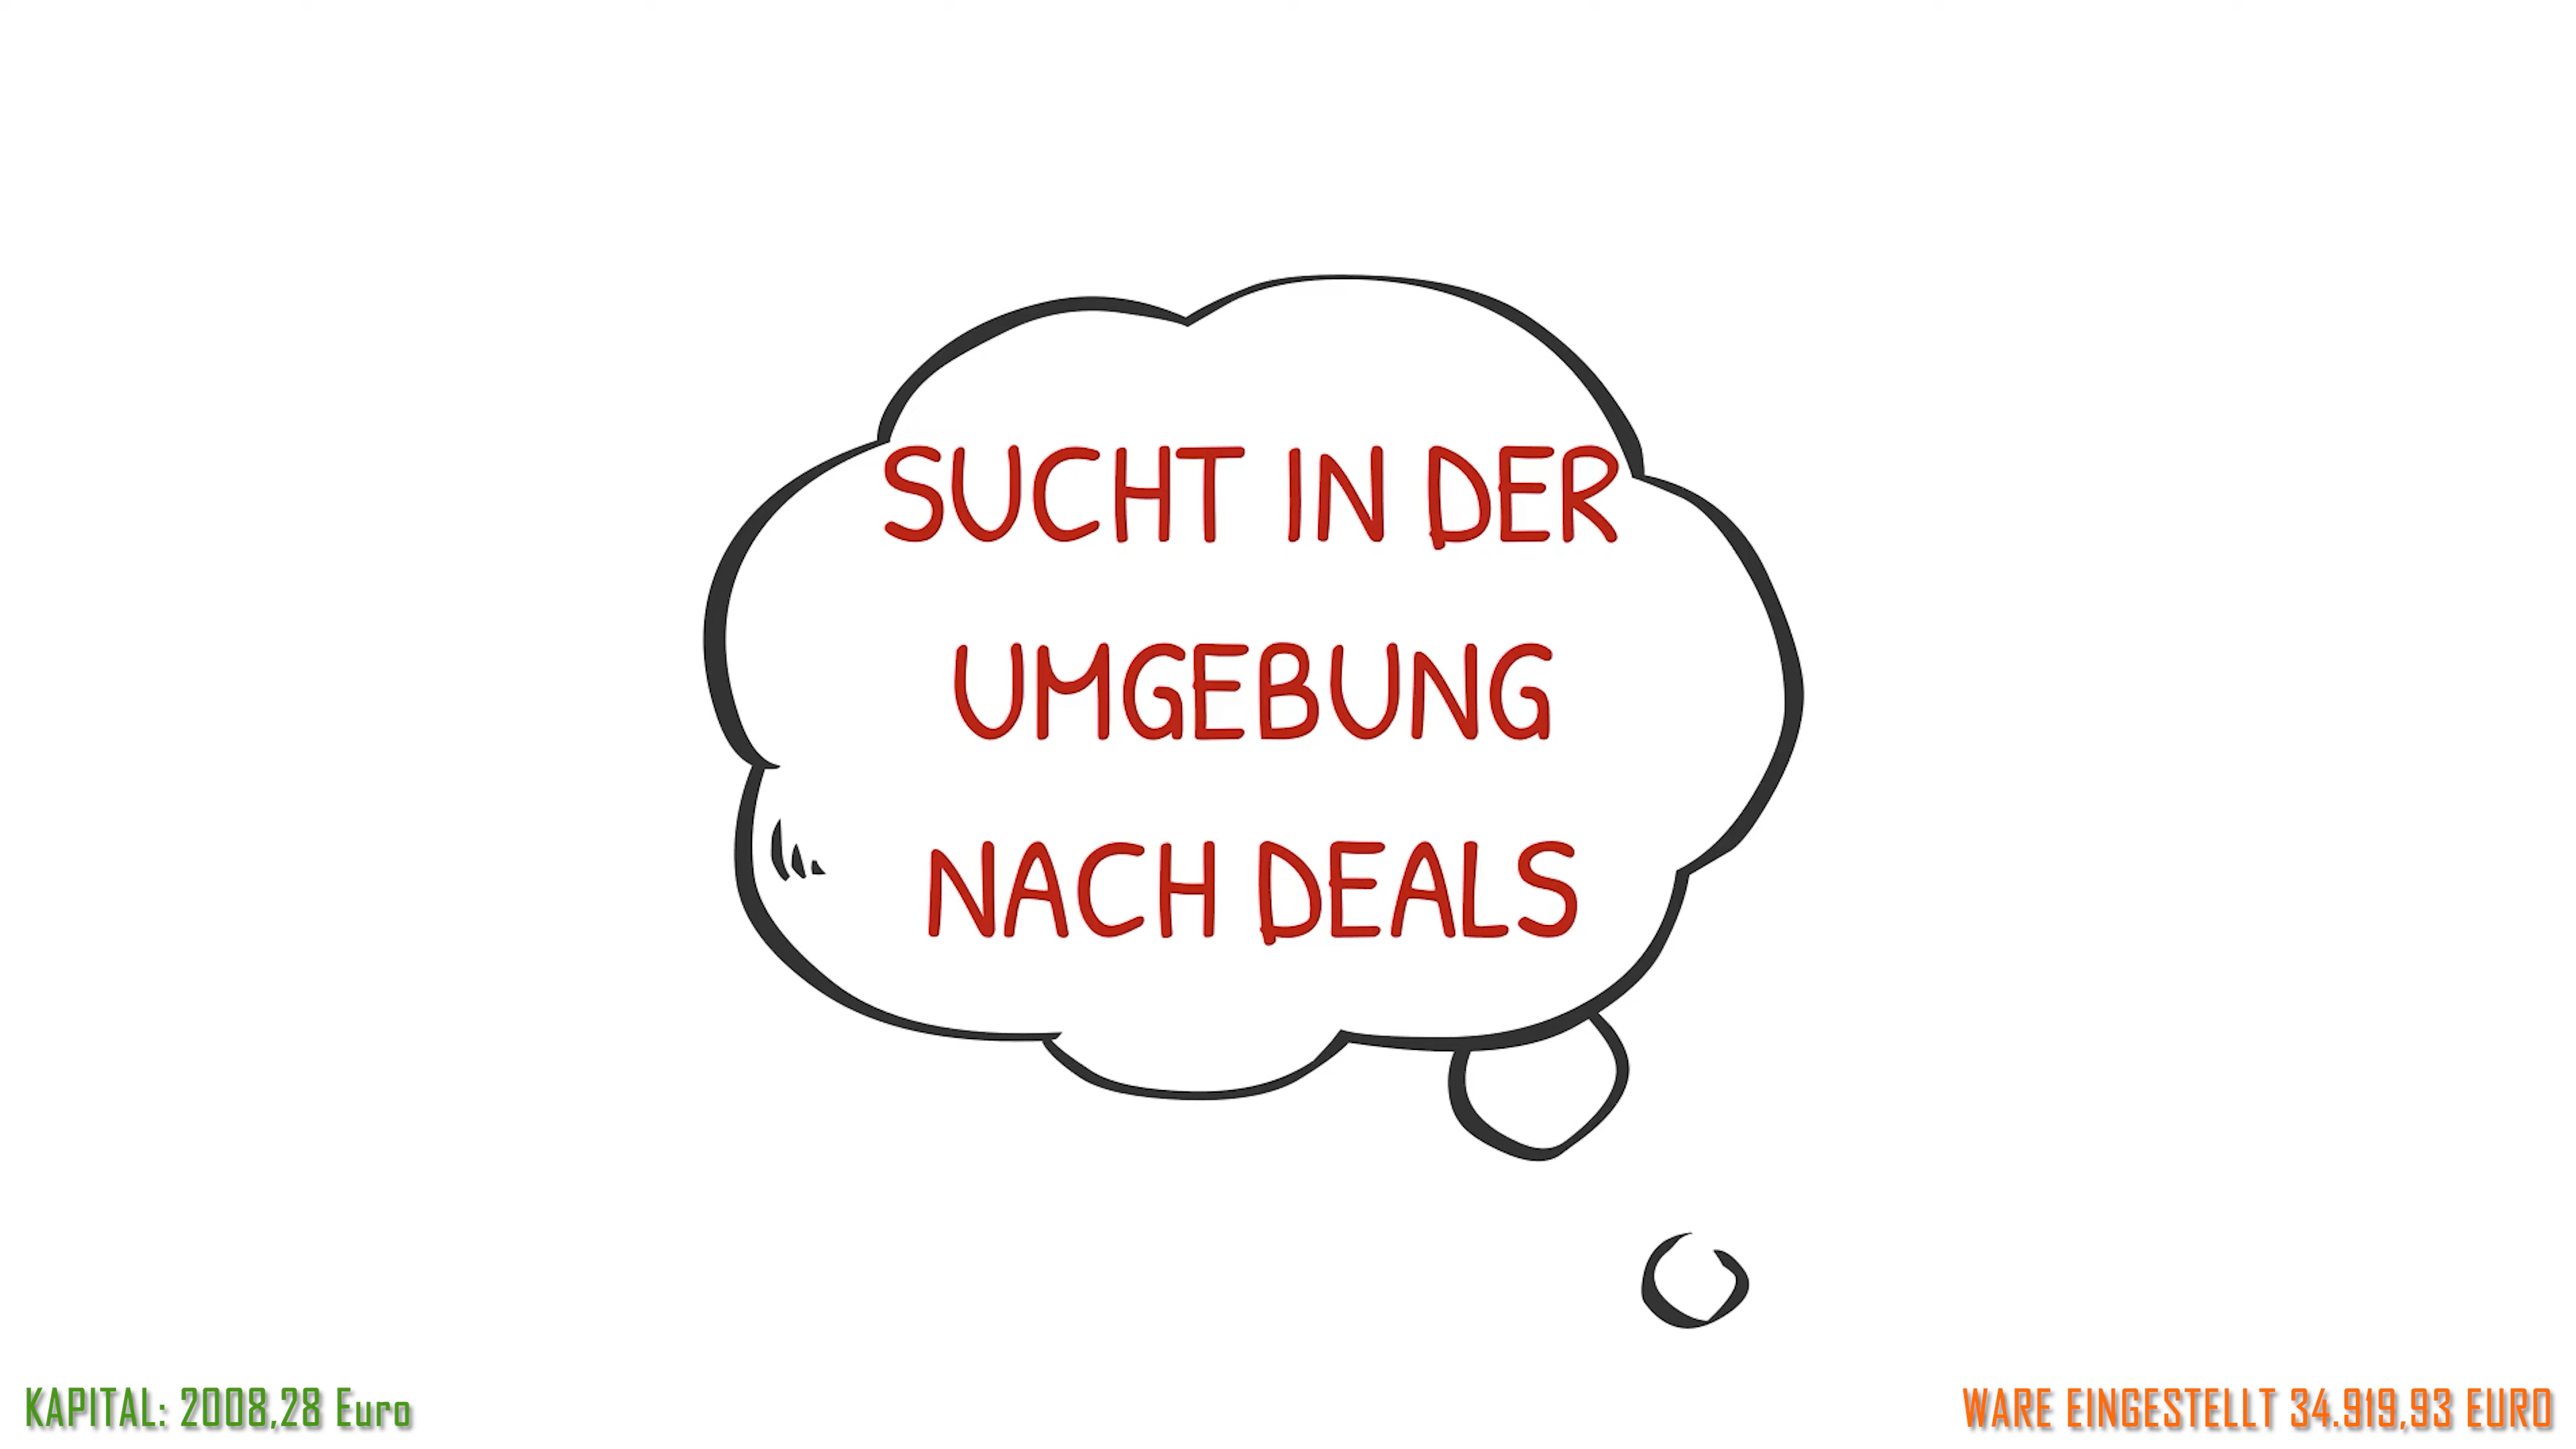 SUCHT IN DER
UMGEBUNG
NACH DEALS
KAPITAL: 2008,28 Euro
WARE EINGESTELLT 34.919,93 EURO